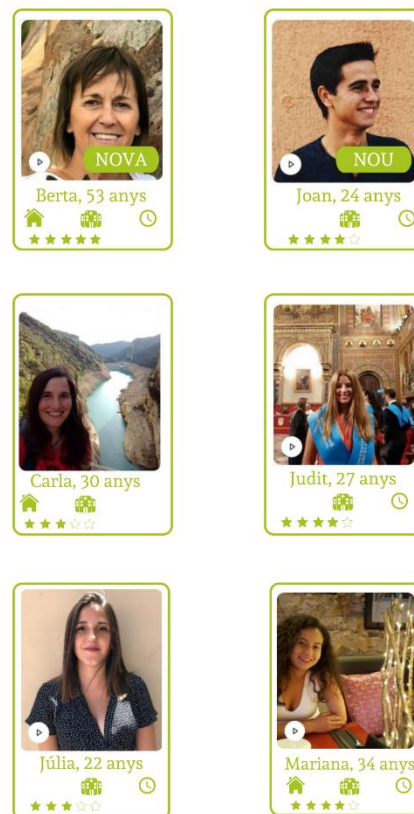 NOVA
Berta, 53 anys
NOU
Joan, 24 anys
Carla, 30 anys
Judit, 27 anys
Júlia, 22 anys
Mariana, 34 anys